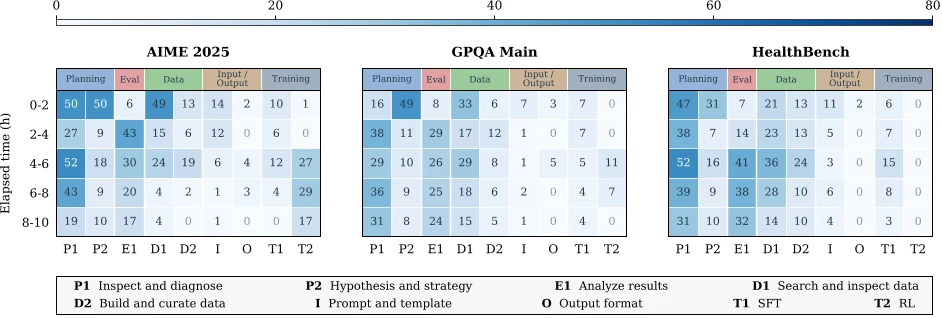 0 20 40 60 80
AIME 2025 GPQA Main HealthBench
Planning Eval Data Input / Output Training Planning Eval Data Input / Output Training Planning Eval Data Input / Output Training
Elapsed time (h)
0-2 50 50 6 49 13 14 2 10 1 16 49 8 33 6 7 3 7 0 47 31 7 21 13 11 2 6 0
2-4 27 9 43 15 6 12 0 6 0 38 11 29 17 12 1 0 7 0 38 7 14 23 13 5 0 7 0
4-6 52 18 30 24 19 6 4 12 27 29 10 26 29 8 1 5 5 11 52 16 41 36 24 3 0 15 0
6-8 43 9 20 4 2 1 3 4 29 36 9 25 18 6 2 0 4 7 39 9 38 28 10 6 0 8 0
8-10 19 10 17 4 0 1 0 0 17 31 8 24 15 5 1 0 4 0 31 10 32 14 4 4 0 3 0
P1 P2 E1 D1 D2 I O T1 T2 P1 P2 E1 D1 D2 I O T1 T2 P1 P2 E1 D1 D2 I O T1 T2
P1 Inspect and diagnose P2 Hypothesis and strategy E1 Analyze results D1 Search and inspect data
D2 Build and curate data I Prompt and template O Output format T1 SFT T2 RL